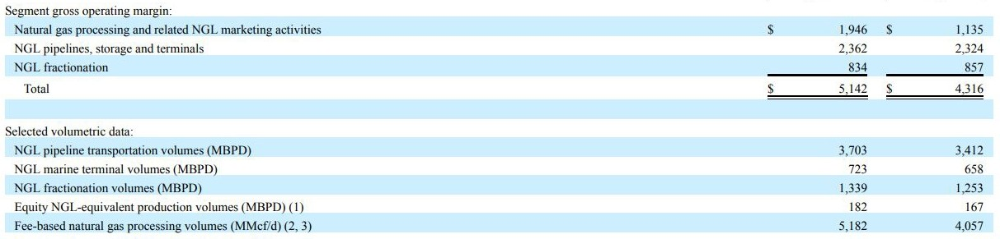 Segment gross operating margin:
Natural gas processing and related NGL marketing activities $ 1,946 $ 1,135
NGL pipelines, storage and terminals 2,362 2,324
NGL fractionation 834 857
Total $ 5,142 $ 4,316
Selected volumetric data:
NGL pipeline transportation volumes (MBPD) 3,703 3,412
NGL marine terminal volumes (MBPD) 723 658
NGL fractionation volumes (MBPD) 1,339 1,253
Equity NGL-equivalent production volumes (MBPD) (1) 182 167
Fee-based natural gas processing volumes (MMcf/d) (2, 3) 5,182 4,057